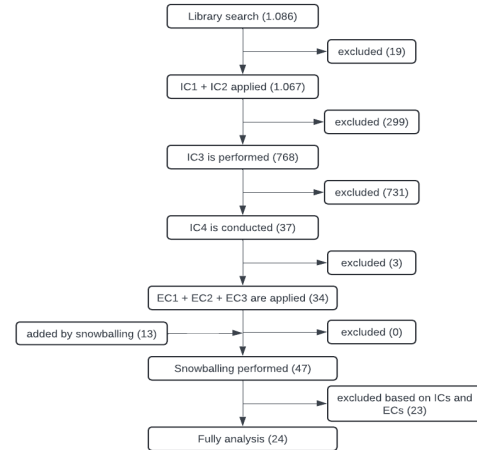 Library search (1.086)
excluded (19)
IC1 + IC2 applied (1.067)
excluded (299)
IC3 is performed (768)
excluded (731)
IC4 is conducted (37)
excluded (3)
EC1 + EC2 + EC3 are applied (34)
added by snowballing (13)
excluded (0)
Snowballing performed (47)
excluded based on ICs and
ECs (23)
Fully analysis (24)